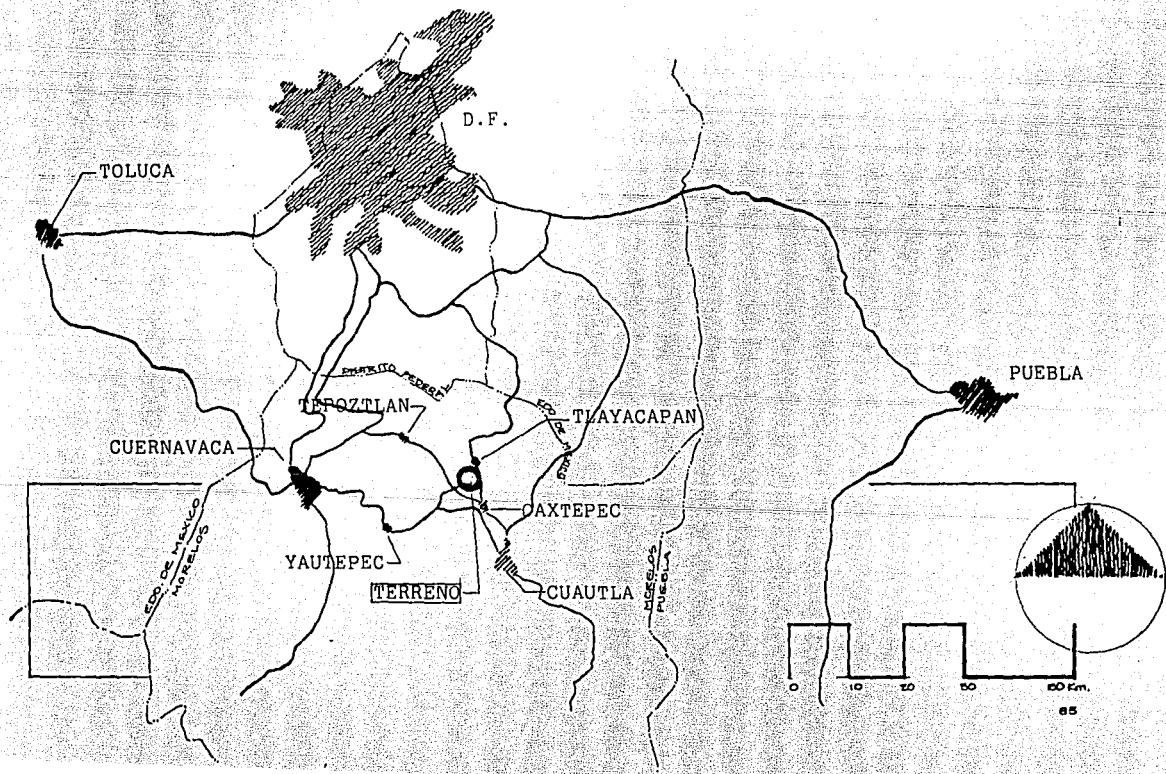 D.F.
TOLUCA
PUEBLA
DISTRITO FEDERAL
TEPOZTLAN
EDO DE
TLAYACAPAN
CUERNAVACA
OAXTEPEC
EDO DE MEXICO
MORELOS
YAUTEPEC
TERRENO
CUAUTLA
MORELOS
PUEBLA
0 10 20 30 50 Km.
65